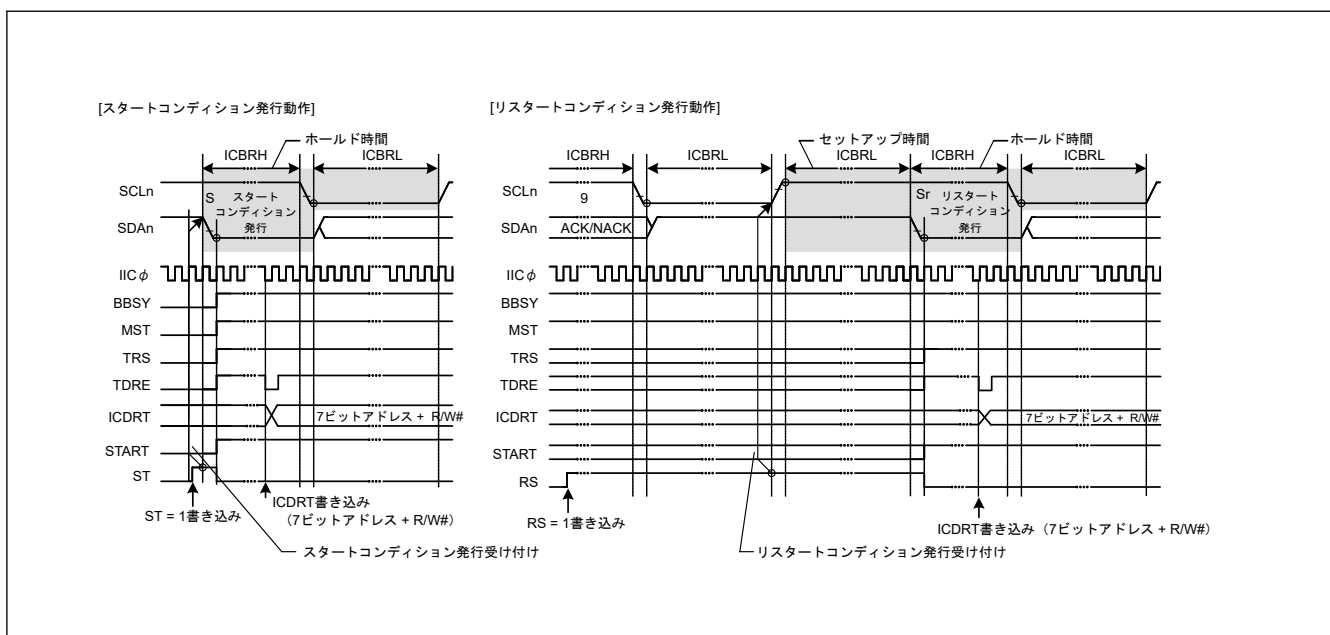 [スタートコンディション発行動作]
ホールド時間
ICBRH
ICBRL
SCLn
S
スタート
コンディション
発行
SDAn
IICφ
BBSY
MST
TRS
TDRE
ICDRT
7ビットアドレス + R/W#
START
ST
ST = 1書き込み
ICDRT書き込み
（7ビットアドレス + R/W#）
スタートコンディション発行受け付け
[リスタートコンディション発行動作]
セットアップ時間
ホールド時間
ICBRH
ICBRL
ICBRL
ICBRH
ICBRL
SCLn
9
Sr
リスタート
コンディション
発行
SDAn
ACK/NACK
IICφ
BBSY
MST
TRS
TDRE
ICDRT
7ビットアドレス + R/W#
START
RS
RS = 1書き込み
ICDRT書き込み（7ビットアドレス + R/W#）
リスタートコンディション発行受け付け